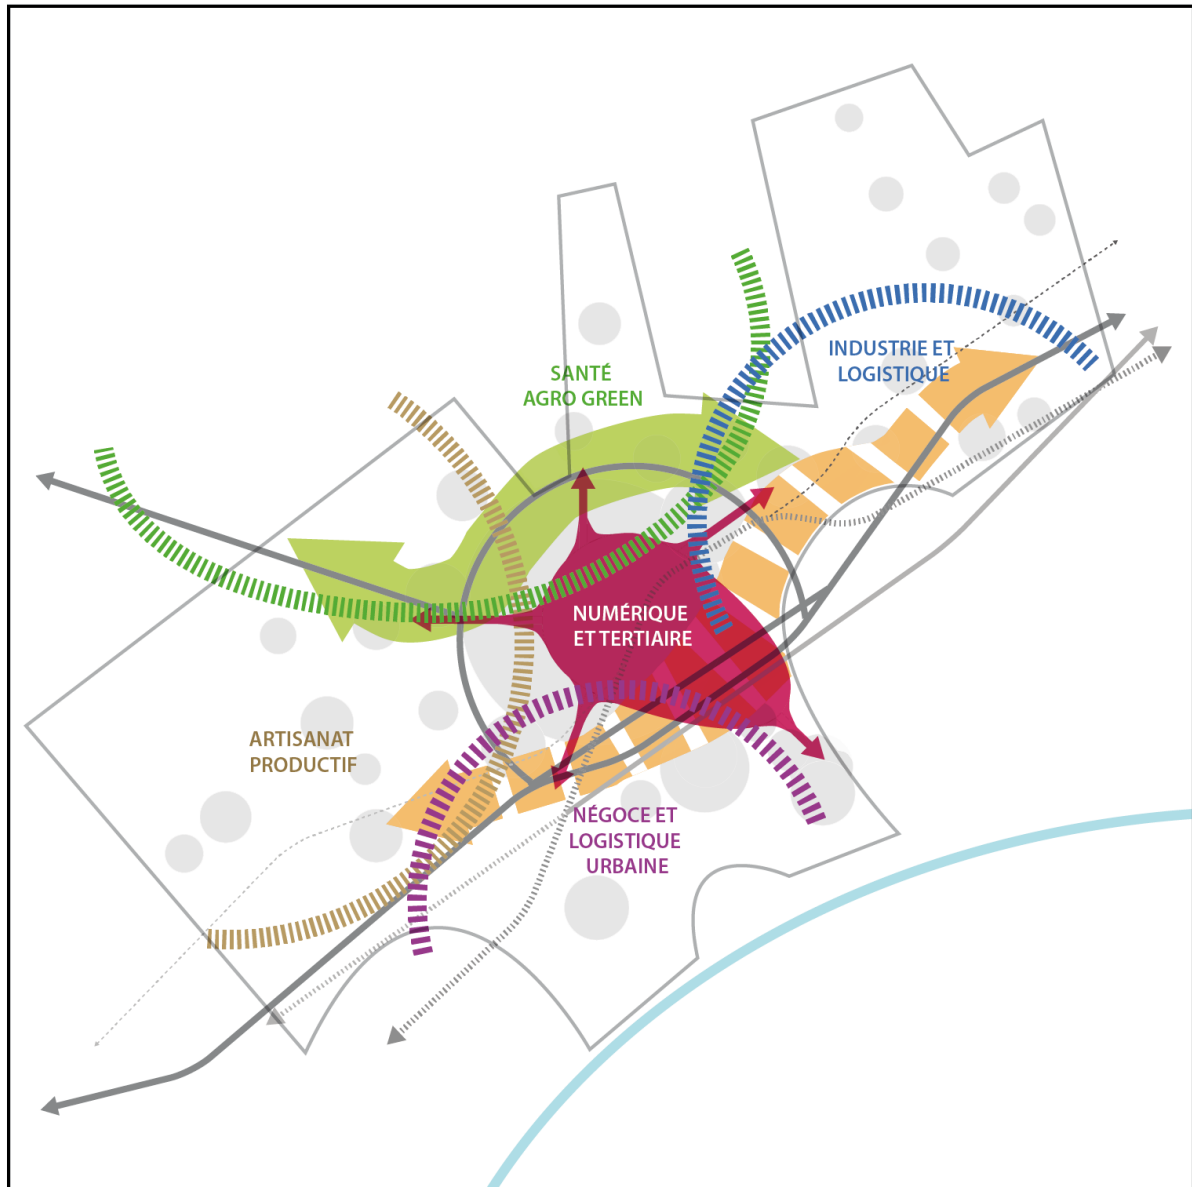 INDUSTRIE ET
LOGISTIQUE
SANTÉ
AGRO GREEN
NUMÉRIQUE
ET TERTIAIRE
ARTISANAT
PRODUCTIF
NÉGOCE ET
LOGISTIQUE
URBAINE